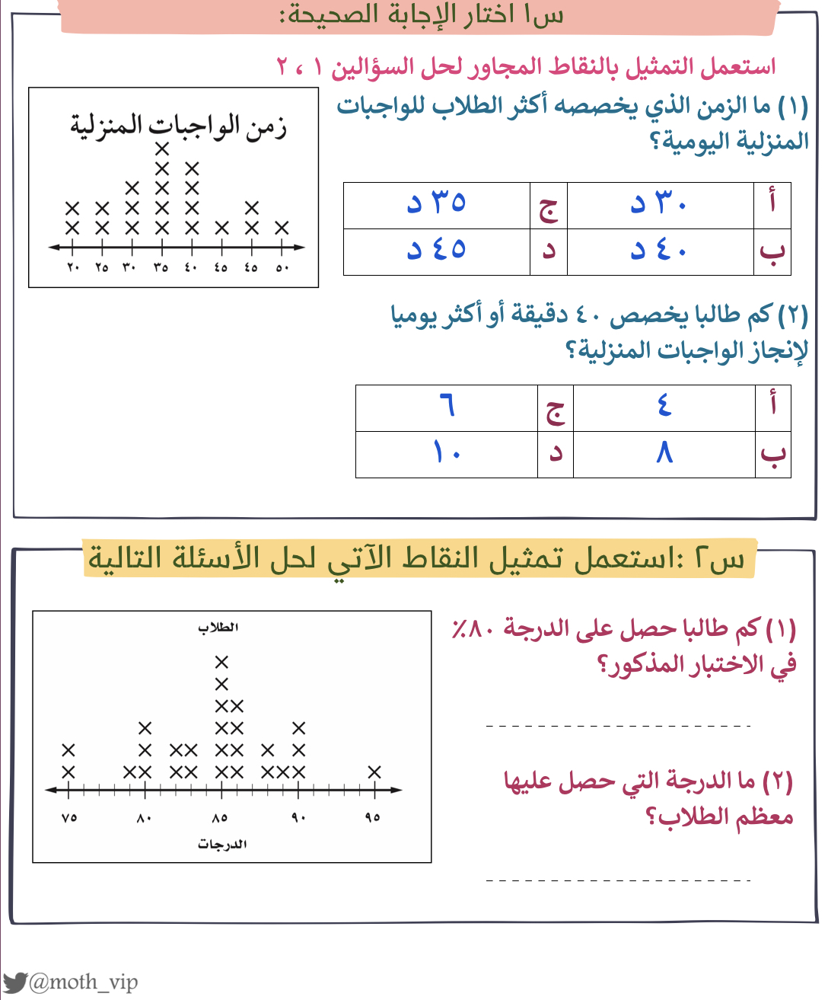 س١ اختار الإجابة الصحيحة:
استعمل التمثيل بالنقاط المجاور لحل السؤالين ١ ، ٢
(١) ما الزمن الذي يخصصه أكثر الطلاب للواجبات
المنزلية اليومية؟
زمن الواجبات المنزلية
٢٠ ٢٥ ٣٠ ٣٥ ٤٠ ٤٥ ٤٥ ٥٠
أ ٣٠ د ج ٣٥ د
ب ٤٠ د د ٤٥ د
(٢) كم طالبا يخصص ٤٠ دقيقة أو أكثر يوميا
لإنجاز الواجبات المنزلية؟
أ ٤ ج ٦
ب ٨ د ١٠
س٢ :استعمل تمثيل النقاط الآتي لحل الأسئلة التالية
(١) كم طالبا حصل على الدرجة ٨٠٪
في الاختبار المذكور؟
(٢) ما الدرجة التي حصل عليها
معظم الطلاب؟
الطلاب
٧٥ ٨٠ ٨٥ ٩٠ ٩٥
الدرجات
@moth_vip